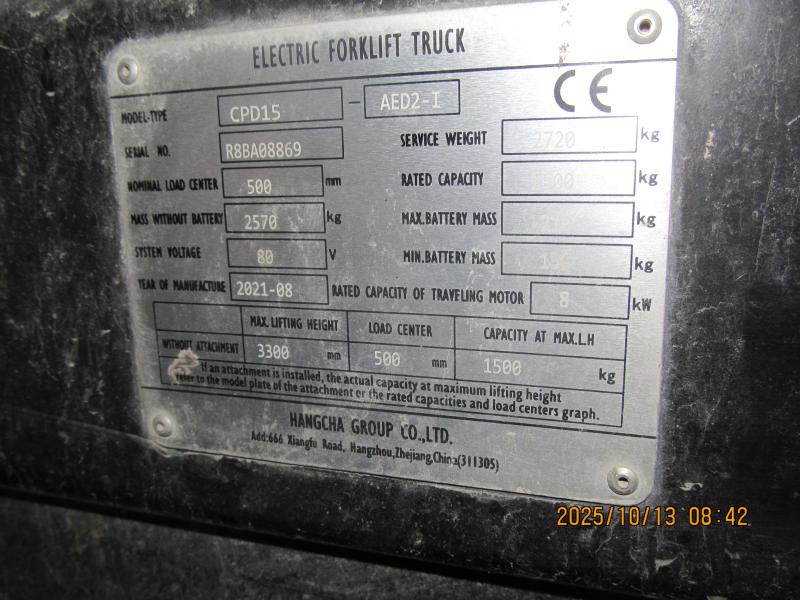 ELECTRIC FORKLIFT TRUCK
CE
MODEL-TYPE CPD15 - AED2-I
SERIAL NO. R8BA08869
SERVICE WEIGHT 2720 kg
NOMINAL LOAD CENTER 500 mm
RATED CAPACITY kg
MASS WITHOUT BATTERY 2570 kg
MAX.BATTERY MASS kg
SYSTEM VOLTAGE 80 V
MIN.BATTERY MASS kg
YEAR OF MANUFACTURE 2021-08
RATED CAPACITY OF TRAVELING MOTOR 8 kW
MAX. LIFTING HEIGHT LOAD CENTER CAPACITY AT MAX.L.H
WITHOUT ATTACHMENT 3300 mm 500 mm 1500 kg
If an attachment is installed, the actual capacity at maximum lifting height
refer to the model plate of the attachment or the rated capacities and load centers graph.
HANGCHA GROUP CO.,LTD.
Add:666 Xiangfu Road, Hangzhou,Zhejiang,China(311305)
2025/10/13 08:42